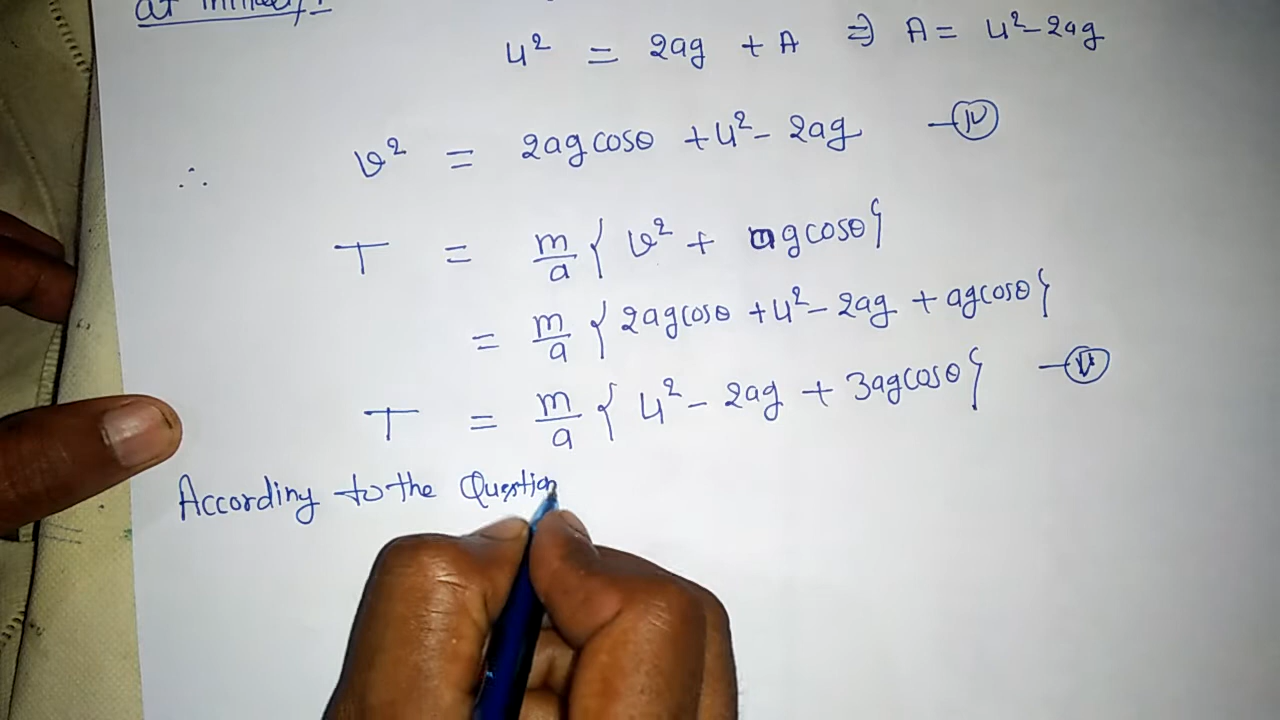 at
u² = 2ag + A ⇒ A = u² - 2ag
∴ v² = 2ag cosθ + u² - 2ag —(IV)
T = m/a { v² + ag cosθ }
= m/a { 2ag cosθ + u² - 2ag + ag cosθ }
T = m/a { u² - 2ag + 3ag cosθ } —(V)
According to the Question